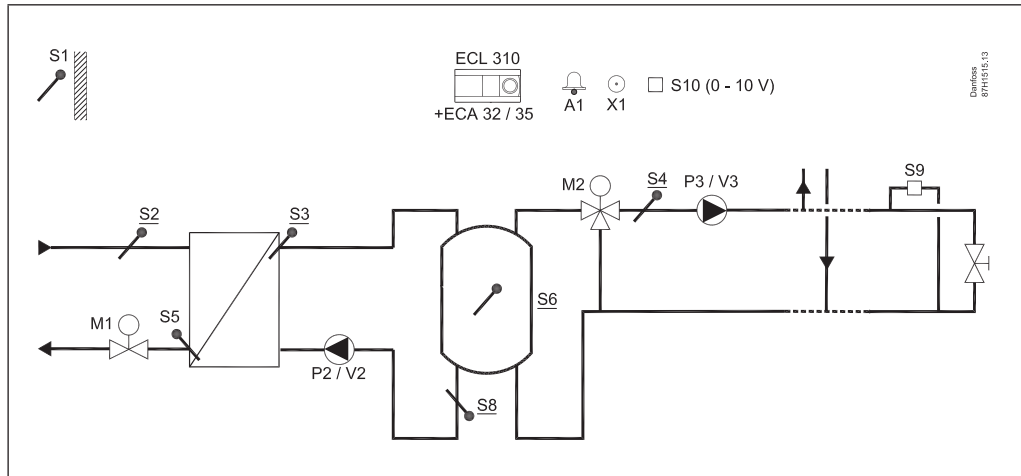 S1
ECL 310
+ECA 32 / 35
A1
X1
S10 (0 - 10 V)
Danfoss
87H1515.13
S2
S3
M2
S4
P3 / V3
S9
S6
M1
S5
P2 / V2
S8